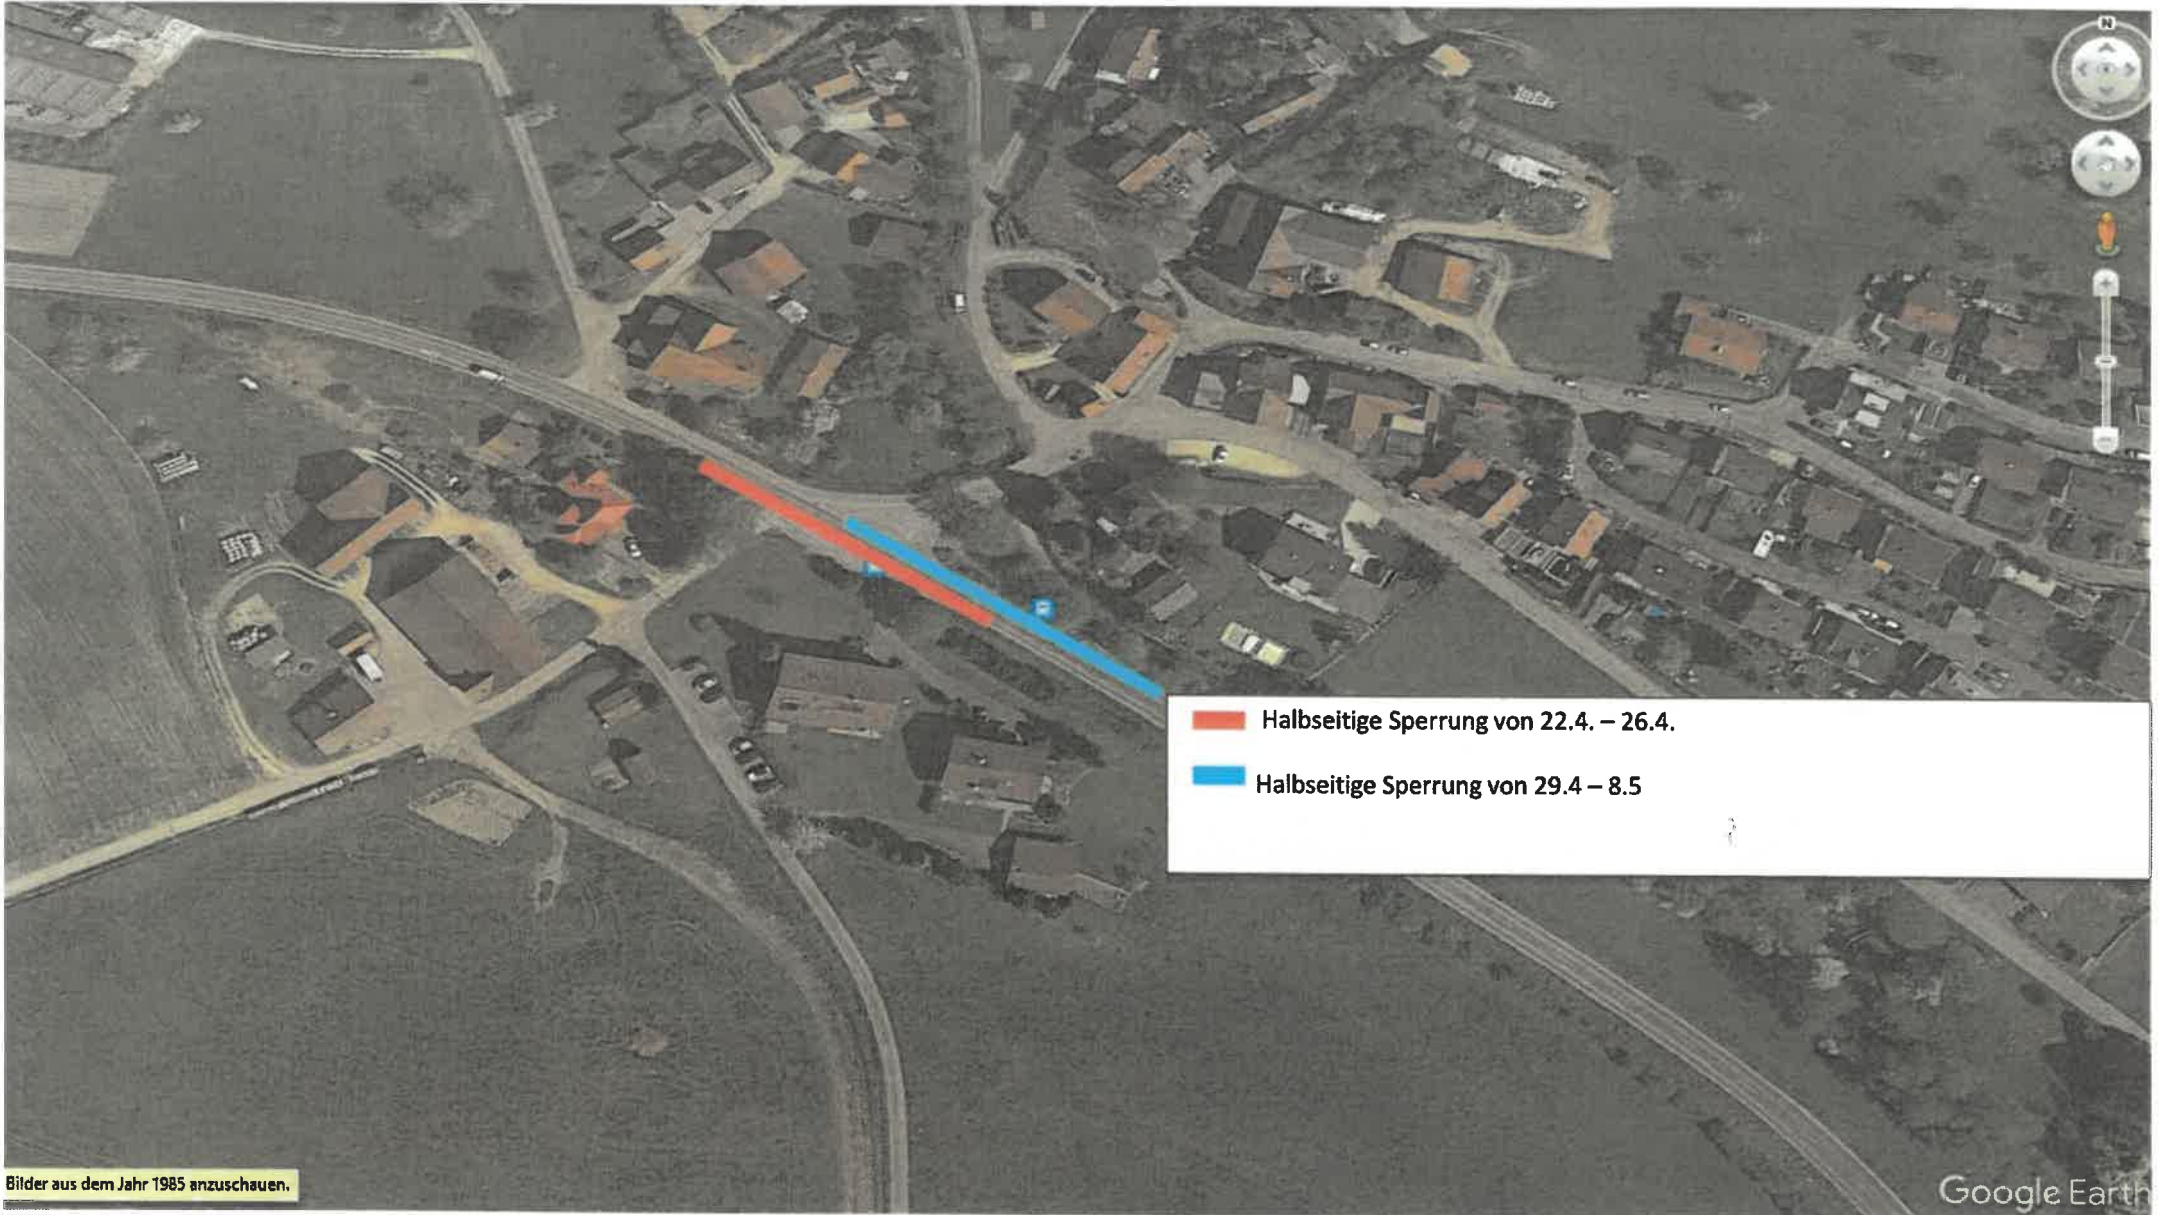 N
Halbseitige Sperrung von 22.4. – 26.4.
Halbseitige Sperrung von 29.4 – 8.5
Bilder aus dem Jahr 1985 anzuschauen.
Google Earth